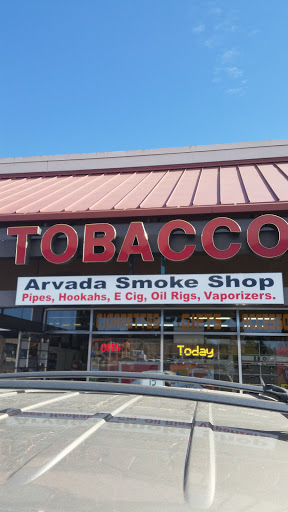 TOBACCO
Arvada Smoke Shop
Pipes, Hookahs, E Cig, Oil Rigs, Vaporizers.
Today